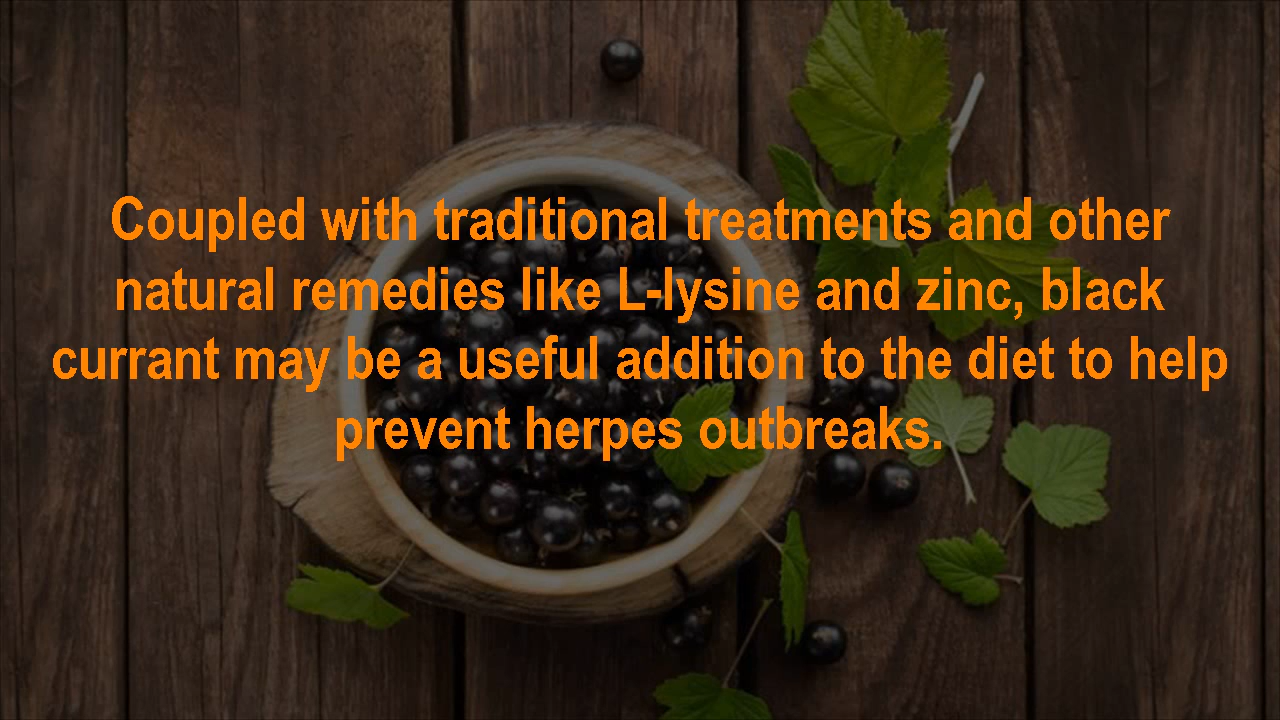 Coupled with traditional treatments and other
natural remedies like L-lysine and zinc, black
currant may be a useful addition to the diet to help
prevent herpes outbreaks.